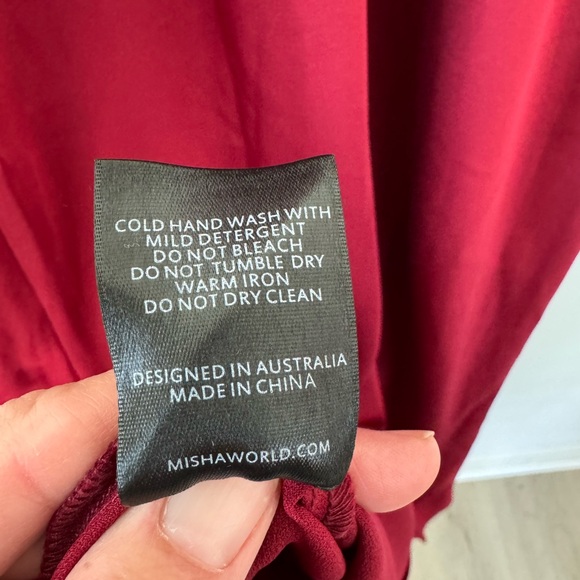 COLD HAND WASH WITH
MILD DETERGENT
DO NOT BLEACH
DO NOT TUMBLE DRY
WARM IRON
DO NOT DRY CLEAN
DESIGNED IN AUSTRALIA
MADE IN CHINA
MISHAWORLD.COM